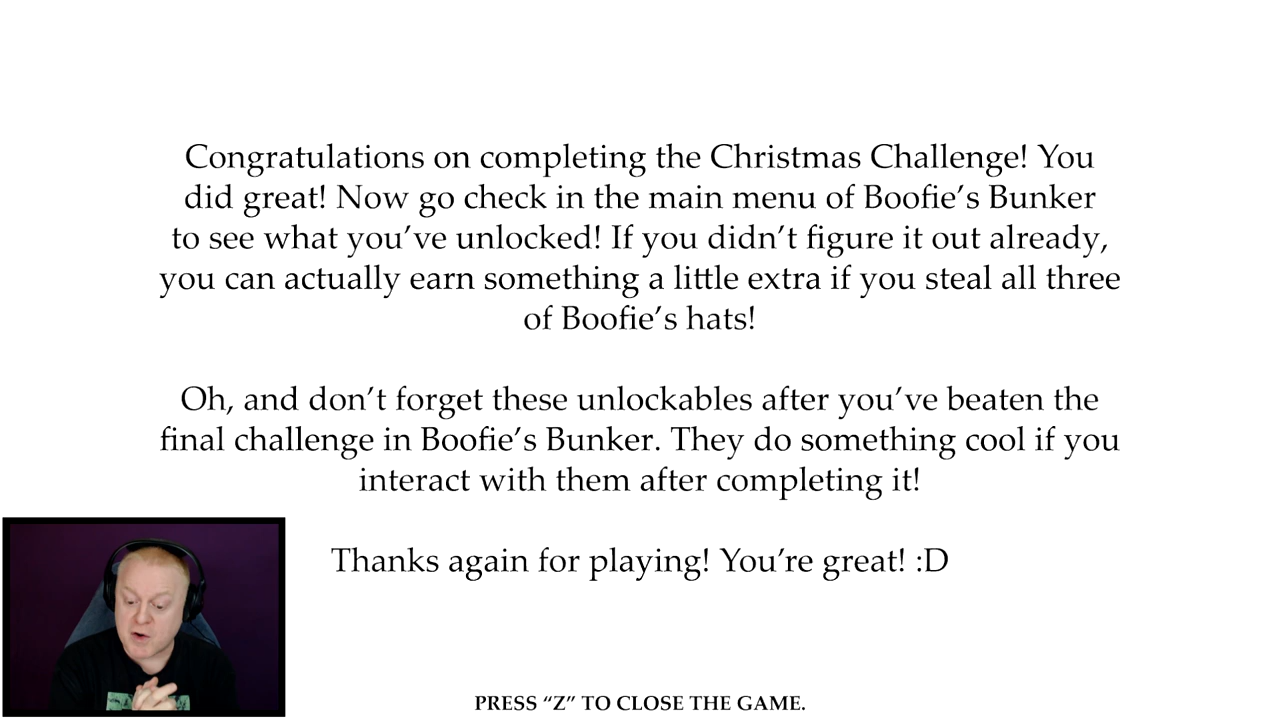 Congratulations on completing the Christmas Challenge! You
did great! Now go check in the main menu of Boofie's Bunker
to see what you've unlocked! If you didn't figure it out already,
you can actually earn something a little extra if you steal all three
of Boofie's hats!
Oh, and don't forget these unlockables after you've beaten the
final challenge in Boofie's Bunker. They do something cool if you
interact with them after completing it!
Thanks again for playing! You're great! :D
PRESS “Z” TO CLOSE THE GAME.